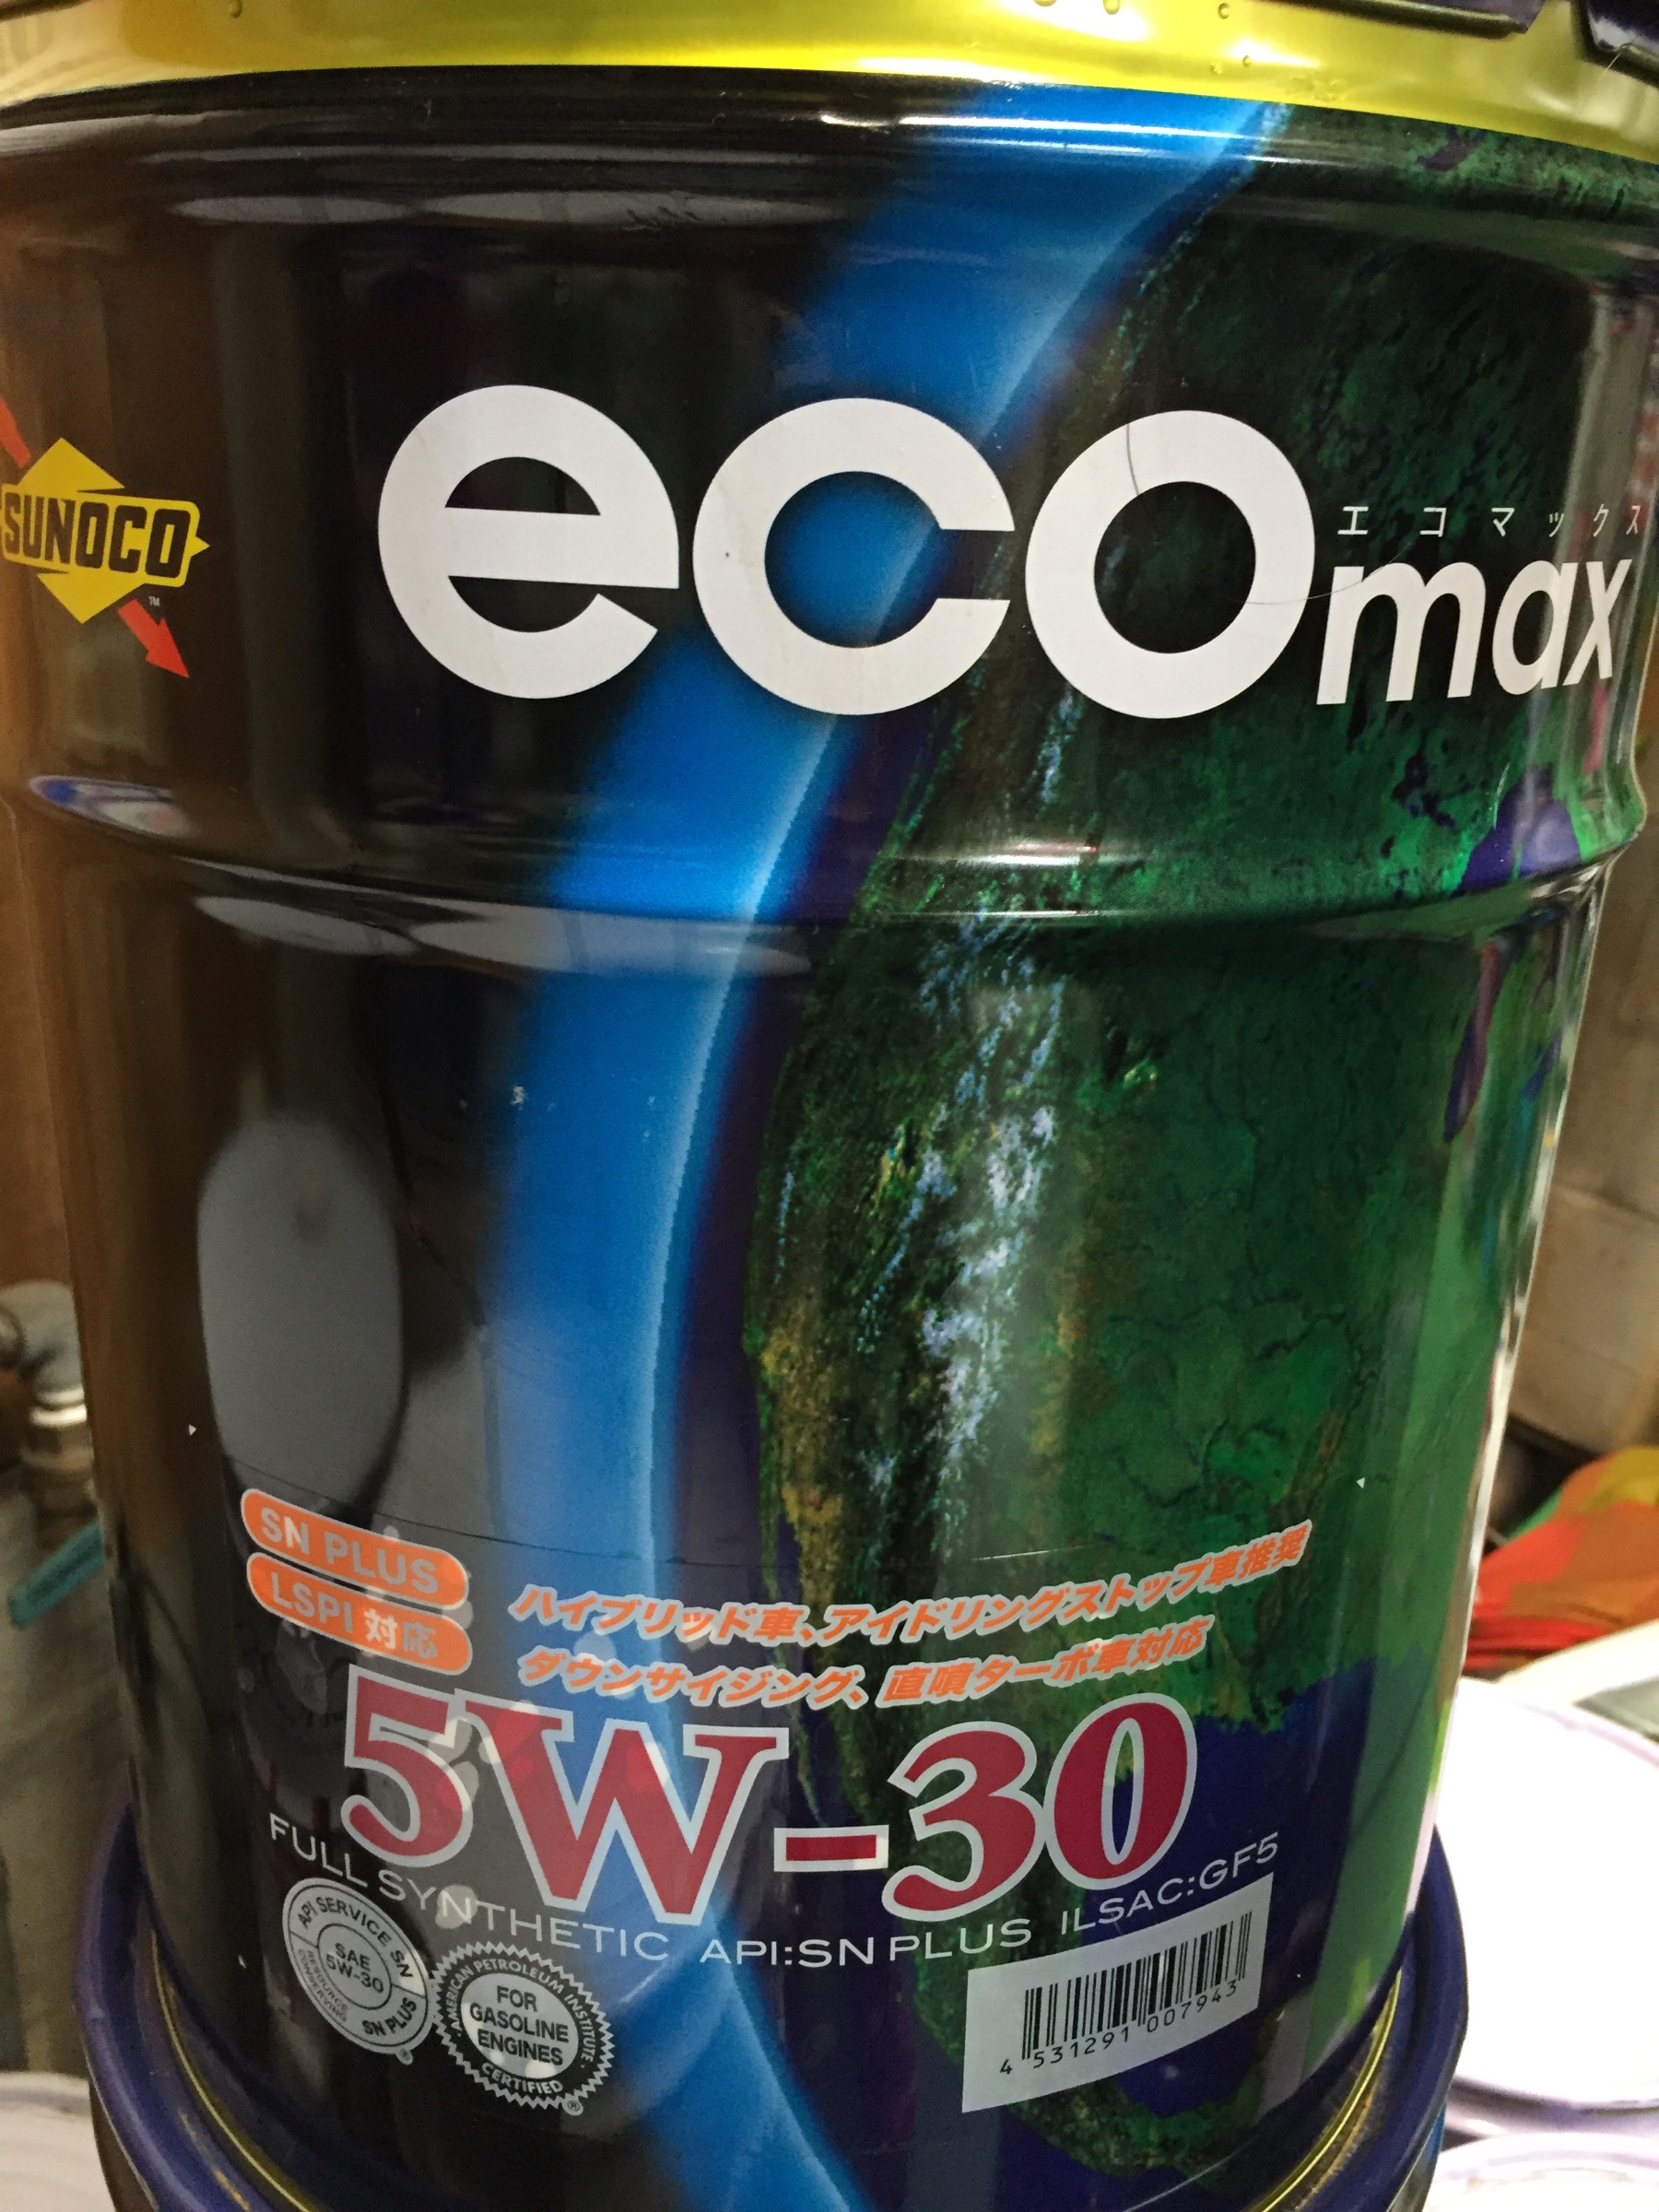 eco
エコマックス
max
SUNOCO
TM
SN PLUS
LSPI 対応
ハイブリッド車、アイドリングストップ車推奨
ダウンサイジング、直噴ターボ車対応
5W-30
FULL SYNTHETIC API:SN PLUS ILSAC:GF5
API SERVICE SN
SAE
5W-30
RESOURCE
CONSERVING
SN PLUS
®
AMERICAN PETROLEUM INSTITUTE
FOR
GASOLINE
ENGINES
CERTIFIED
®
4 531291 007943